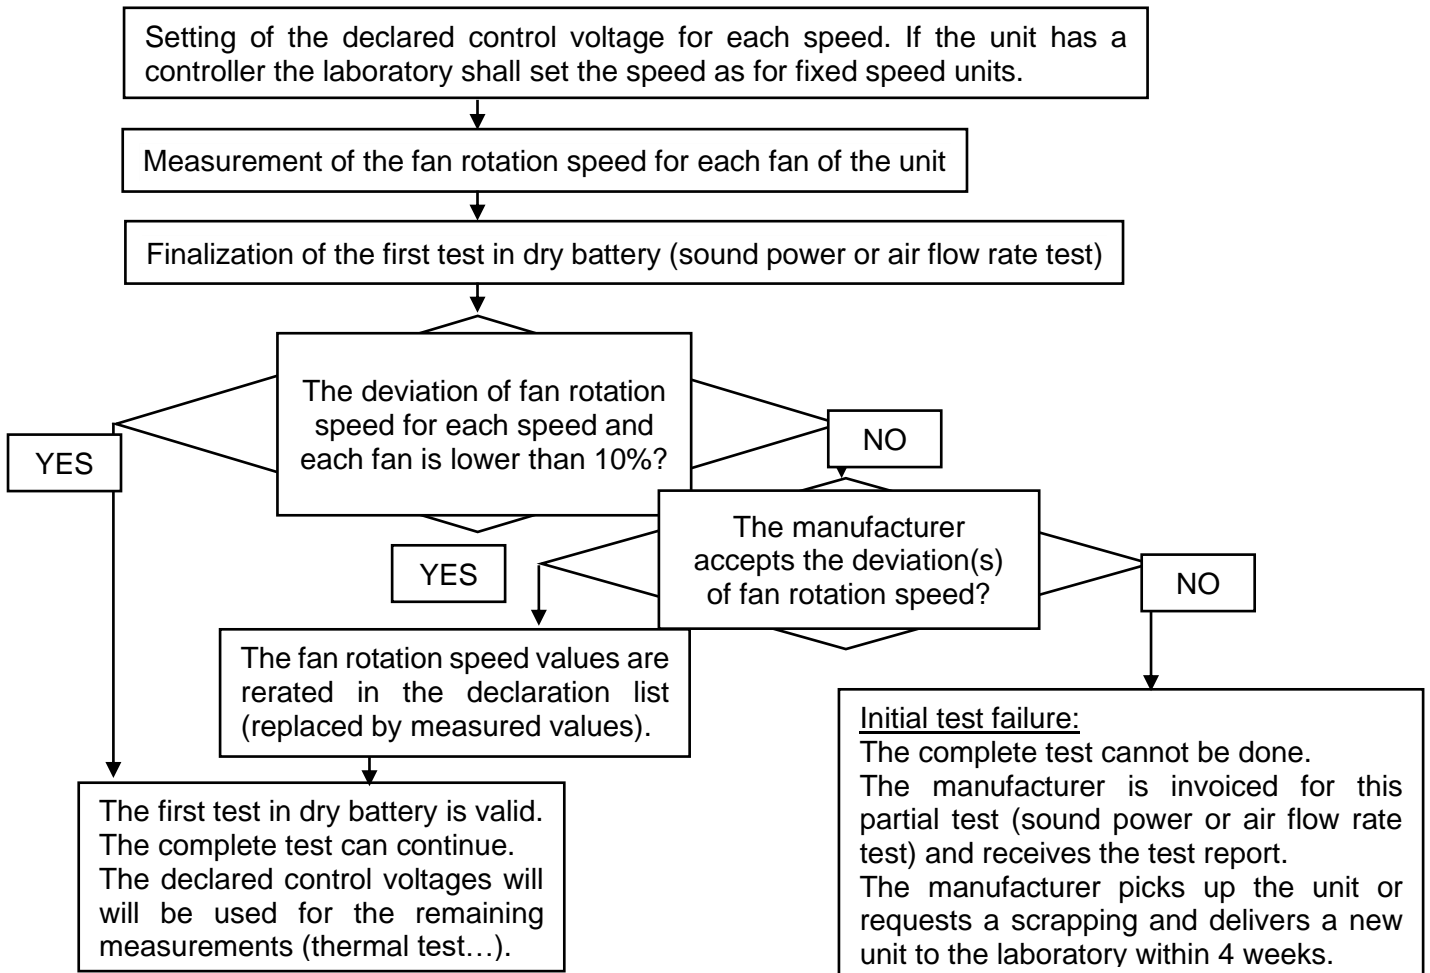 Setting of the declared control voltage for each speed. If the unit has a
controller the laboratory shall set the speed as for fixed speed units.
Measurement of the fan rotation speed for each fan of the unit
Finalization of the first test in dry battery (sound power or air flow rate test)
The deviation of fan rotation
speed for each speed and
each fan is lower than 10%?
YES
NO
The manufacturer
accepts the deviation(s)
of fan rotation speed?
YES
NO
The fan rotation speed values are
rerated in the declaration list
(replaced by measured values).
The first test in dry battery is valid.
The complete test can continue.
The declared control voltages will
will be used for the remaining
measurements (thermal test…).
Initial test failure:
The complete test cannot be done.
The manufacturer is invoiced for this
partial test (sound power or air flow rate
test) and receives the test report.
The manufacturer picks up the unit or
requests a scrapping and delivers a new
unit to the laboratory within 4 weeks.